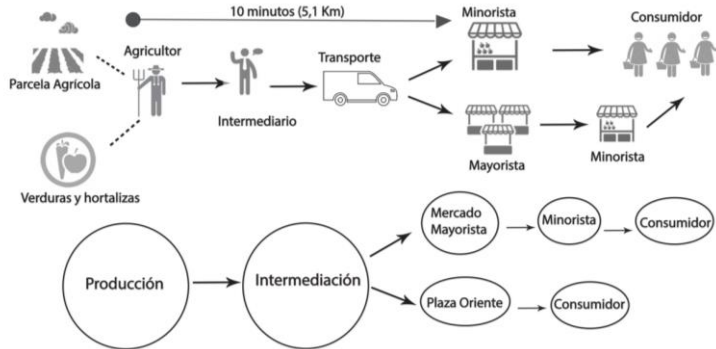 10 minutos (5,1 Km)
Minorista
Consumidor
Agricultor
Transporte
Parcela Agrícola
Intermediario
Mayorista
Minorista
Verduras y hortalizas
Mercado
Mayorista
Minorista
Consumidor
Producción
Intermediación
Plaza Oriente
Consumidor